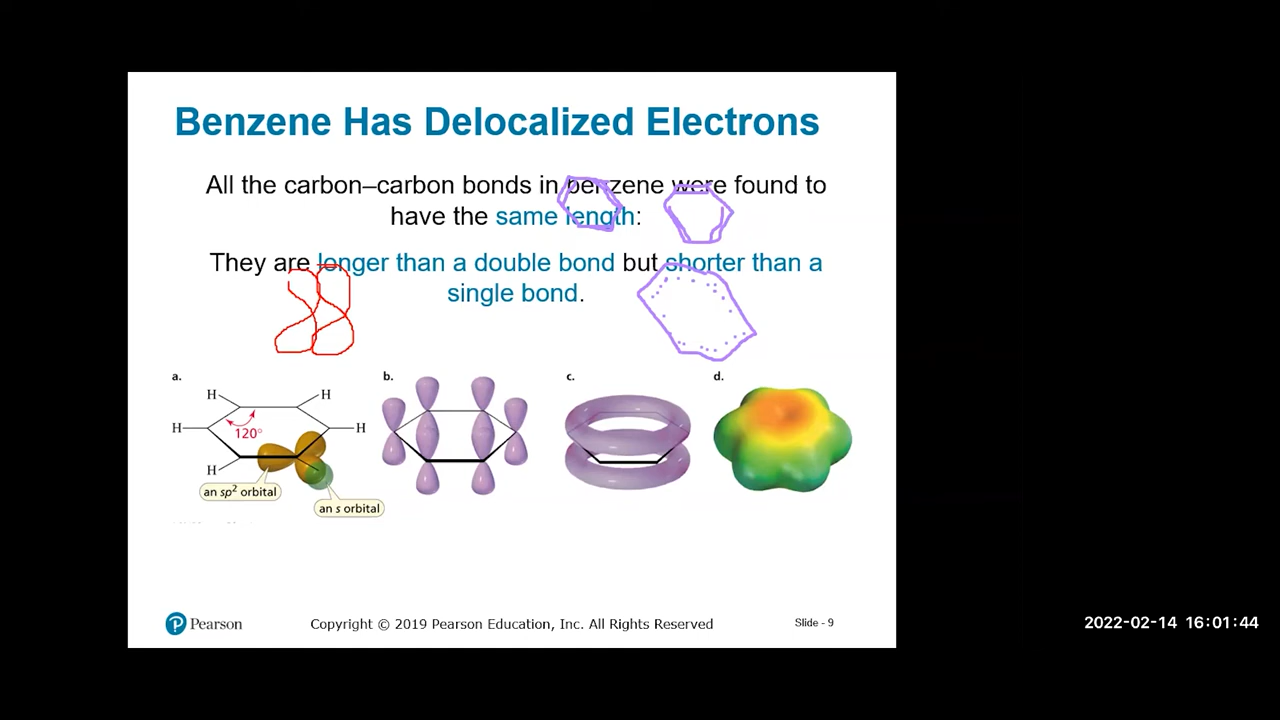 Benzene Has Delocalized Electrons
All the carbon–carbon bonds in benzene were found to
have the same length:
They are longer than a double bond but shorter than a
single bond.
a.
b.
c.
d.
H
H
H
120°
H
H
an sp² orbital
an s orbital
Pearson
Copyright © 2019 Pearson Education, Inc. All Rights Reserved
Slide - 9
2022-02-14 16:01:44